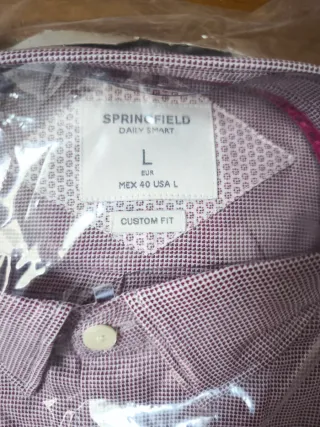 SPRINGFIELD
DAILY SMART
L
EUR
MEX 40 USA L
CUSTOM FIT